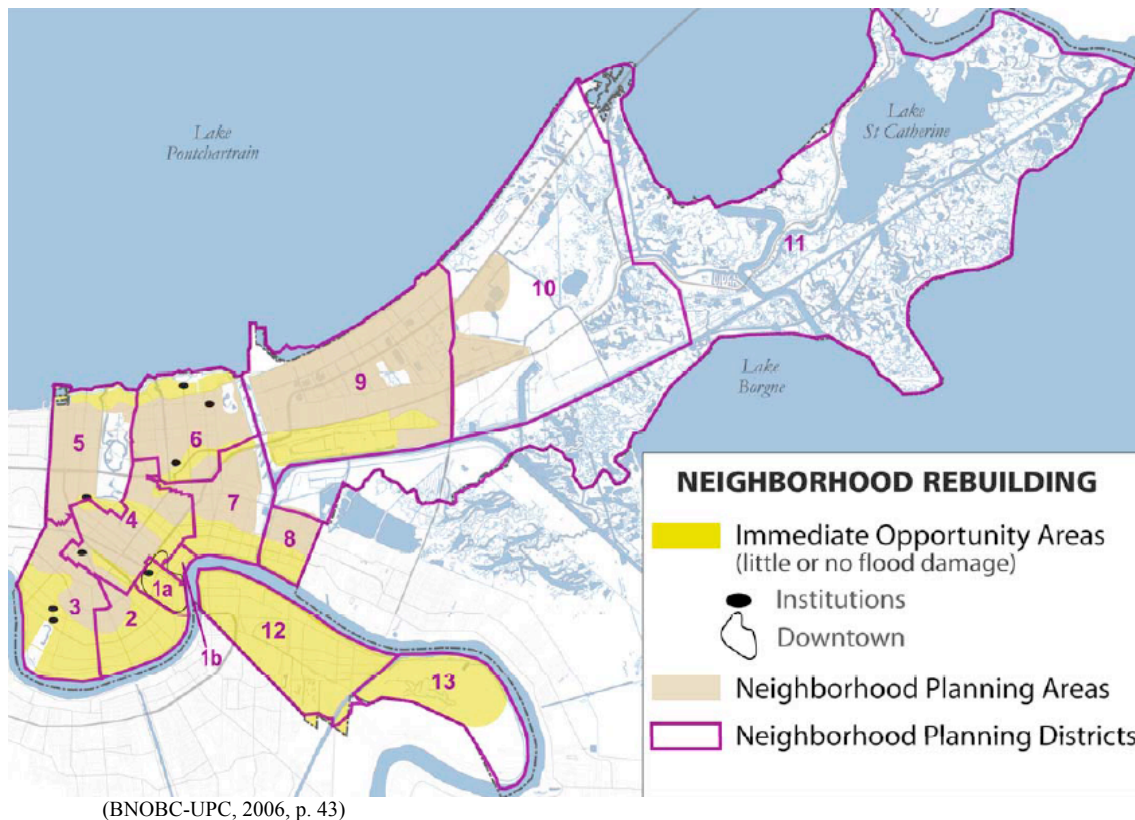 Lake
Pontchartrain
Lake
St Catherine
11
10
Lake
Borgne
9
5
6
7
4
8
1a
3
2
12
1b
13
NEIGHBORHOOD REBUILDING
Immediate Opportunity Areas
(little or no flood damage)
Institutions
Downtown
Neighborhood Planning Areas
Neighborhood Planning Districts
(BNOBC-UPC, 2006, p. 43)